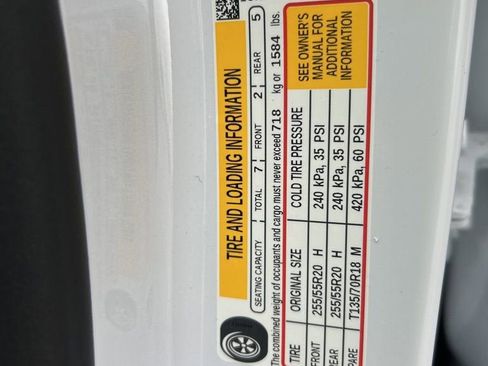 TIRE AND LOADING INFORMATION
SEATING CAPACITY TOTAL 7 FRONT 2 REAR 5
The combined weight of occupants and cargo must never exceed 718 kg or 1584 lbs.
TIRE ORIGINAL SIZE COLD TIRE PRESSURE
FRONT 255/55R20 H 240 kPa, 35 PSI
REAR 255/55R20 H 240 kPa, 35 PSI
PARE T135/70R18 M 420 kPa, 60 PSI
SEE OWNER'S
MANUAL FOR
ADDITIONAL
INFORMATION